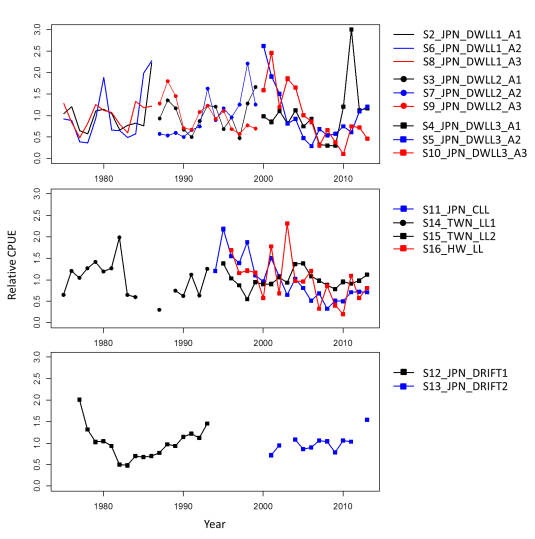 0.0 0.5 1.0 1.5 2.0 2.5 3.0
1980 1990 2000 2010
S2_JPN_DWLL1_A1
S6_JPN_DWLL1_A2
S8_JPN_DWLL1_A3
S3_JPN_DWLL2_A1
S7_JPN_DWLL2_A2
S9_JPN_DWLL2_A3
S4_JPN_DWLL3_A1
S5_JPN_DWLL3_A2
S10_JPN_DWLL3_A3
Relative CPUE
0.0 0.5 1.0 1.5 2.0 2.5 3.0
1980 1990 2000 2010
S11_JPN_CLL
S14_TWN_LL1
S15_TWN_LL2
S16_HW_LL
0.0 0.5 1.0 1.5 2.0 2.5 3.0
1980 1990 2000 2010
S12_JPN_DRIFT1
S13_JPN_DRIFT2
Year